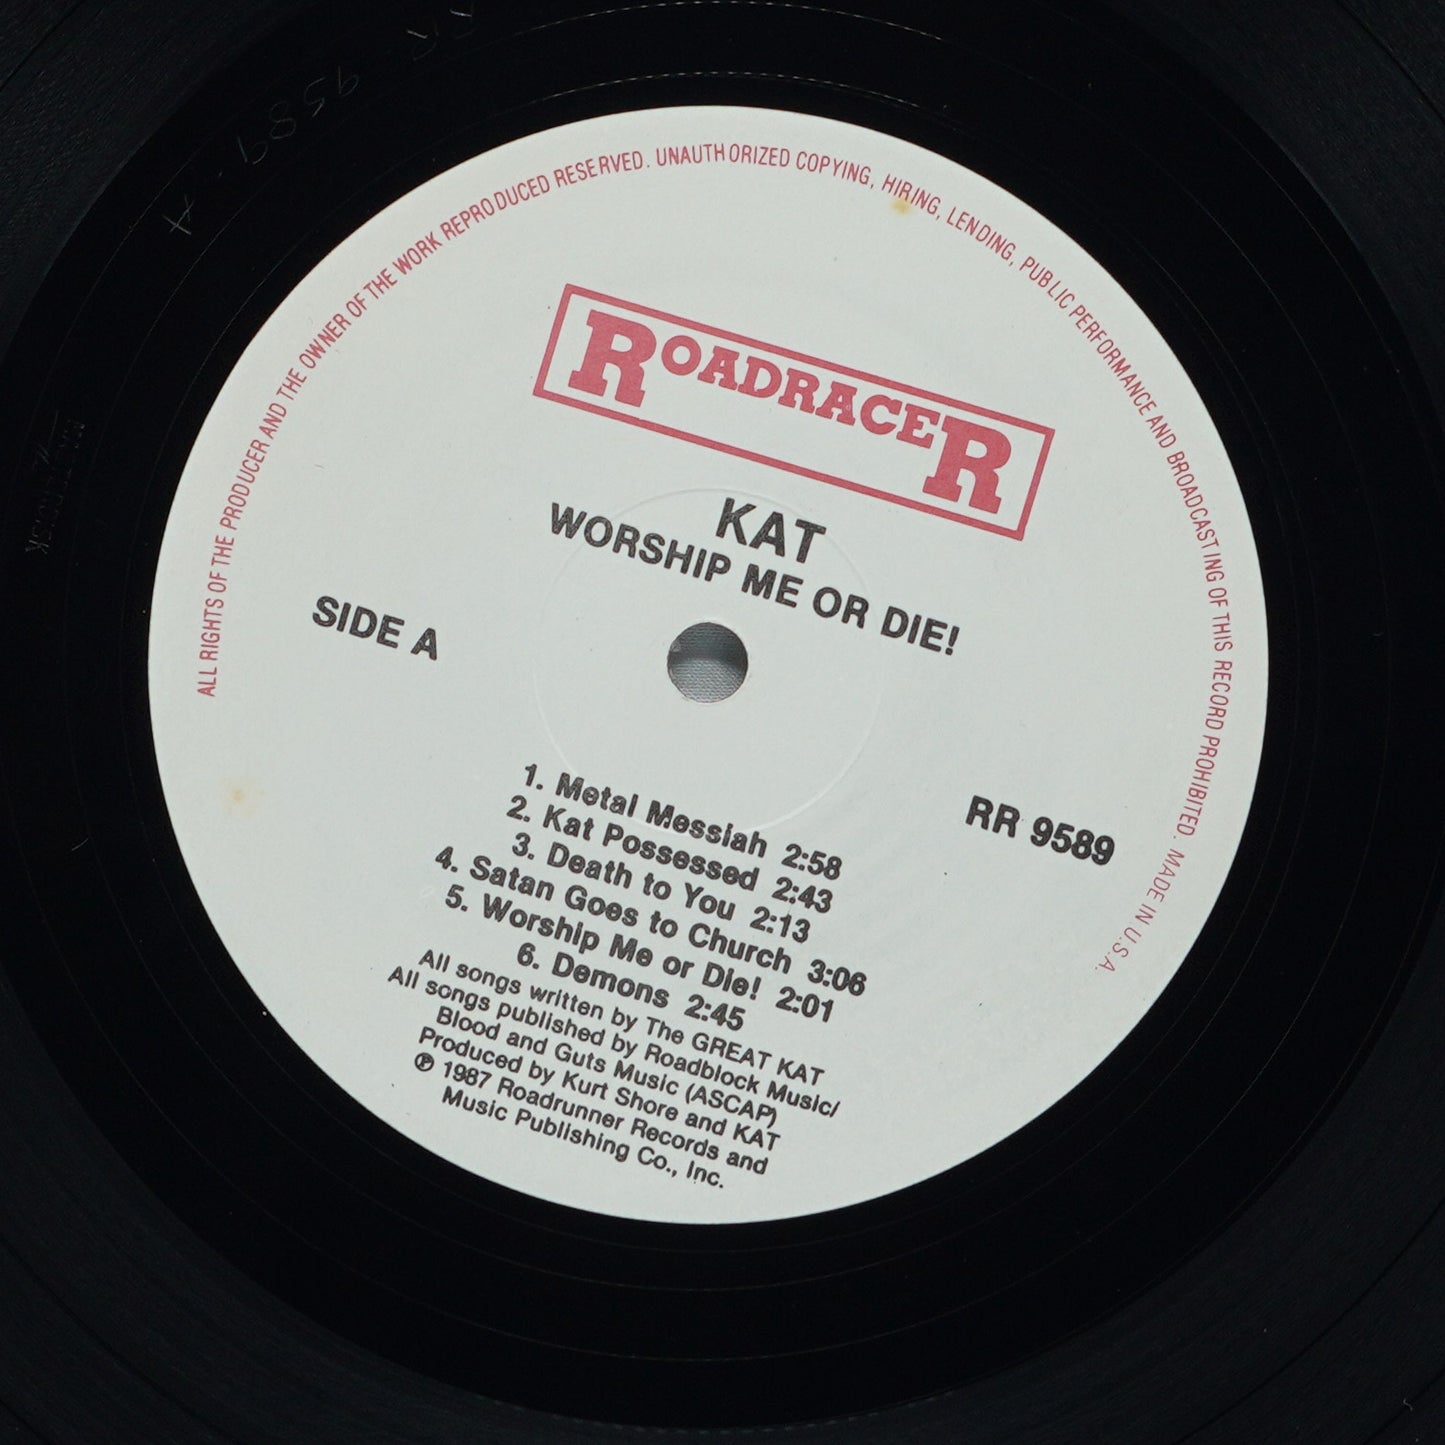 ALL RIGHTS OF THE PRODUCER AND THE OWNER OF THE WORK REPRODUCED RESERVED. UNAUTHORIZED COPYING, HIRING, LENDING, PUBLIC PERFORMANCE AND BROADCASTING OF THIS RECORD PROHIBITED. MADE IN U.S.A.
ROADRACER
KAT
WORSHIP ME OR DIE!
SIDE A
RR 9589
1. Metal Messiah 2:58
2. Kat Possessed 2:43
3. Death to You 2:13
4. Satan Goes to Church 3:06
5. Worship Me or Die! 2:01
6. Demons 2:45
All songs written by The GREAT KAT
All songs published by Roadblock Music/
Blood and Guts Music (ASCAP)
Produced by Kurt Shore and KAT
℗ 1987 Roadrunner Records and
Music Publishing Co., Inc.
RR 9589-A